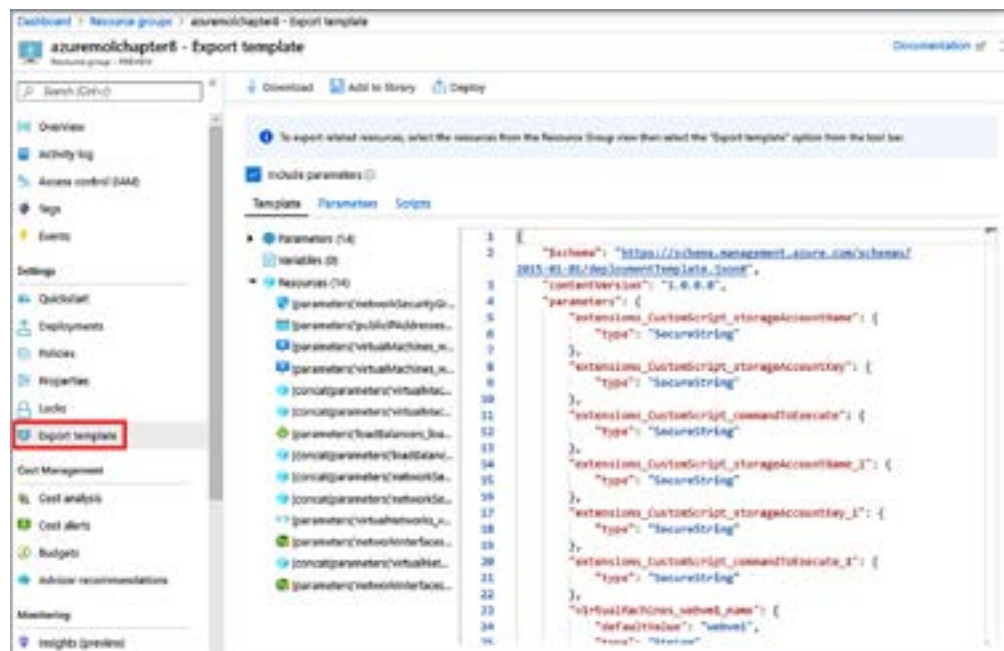 Dashboard > Resource groups > azuremolchapter8 - Export template
azuremolchapter8 - Export template
Resource group - PREVIEW
Documentation
Search (Ctrl+/)
Download
Add to library
Deploy
Overview
Activity log
Access control (IAM)
Tags
Events
Settings
Quickstart
Deployments
Policies
Properties
Locks
Export template
Cost Management
Cost analysis
Cost alerts
Budgets
Advisor recommendations
Monitoring
Insights (preview)
To export related resources, select the resources from the Resource Group view then select the "Export template" option from the tool bar.
Include parameters
Template Parameters Scripts
Parameters (14)
Variables (0)
Resources (14)
[parameters('networkSecurityGr...
[parameters('publicIPAddresses...
[parameters('virtualMachines_w...
[parameters('virtualMachines_w...
[concat(parameters('virtualMac...
[concat(parameters('virtualMac...
[parameters('loadBalancers_loa...
[concat(parameters('loadBalanc...
[concat(parameters('networkSe...
[concat(parameters('networkSe...
[parameters('virtualNetworks_v...
[parameters('networkInterfaces...
[concat(parameters('virtualNet...
[parameters('networkInterfaces...
1 {
2 "$schema": "https://schema.management.azure.com/schemas/
2015-01-01/deploymentTemplate.json#",
3 "contentVersion": "1.0.0.0",
4 "parameters": {
5 "extensions_CustomScript_storageAccountName": {
6 "type": "SecureString"
7 },
8 "extensions_CustomScript_storageAccountKey": {
9 "type": "SecureString"
10 },
11 "extensions_CustomScript_commandToExecute": {
12 "type": "SecureString"
13 },
14 "extensions_CustomScript_storageAccountName_1": {
15 "type": "SecureString"
16 },
17 "extensions_CustomScript_storageAccountKey_1": {
18 "type": "SecureString"
19 },
20 "extensions_CustomScript_commandToExecute_1": {
21 "type": "SecureString"
22 },
23 "virtualMachines_webvm1_name": {
24 "defaultValue": "webvm1",
25 "type": "String"